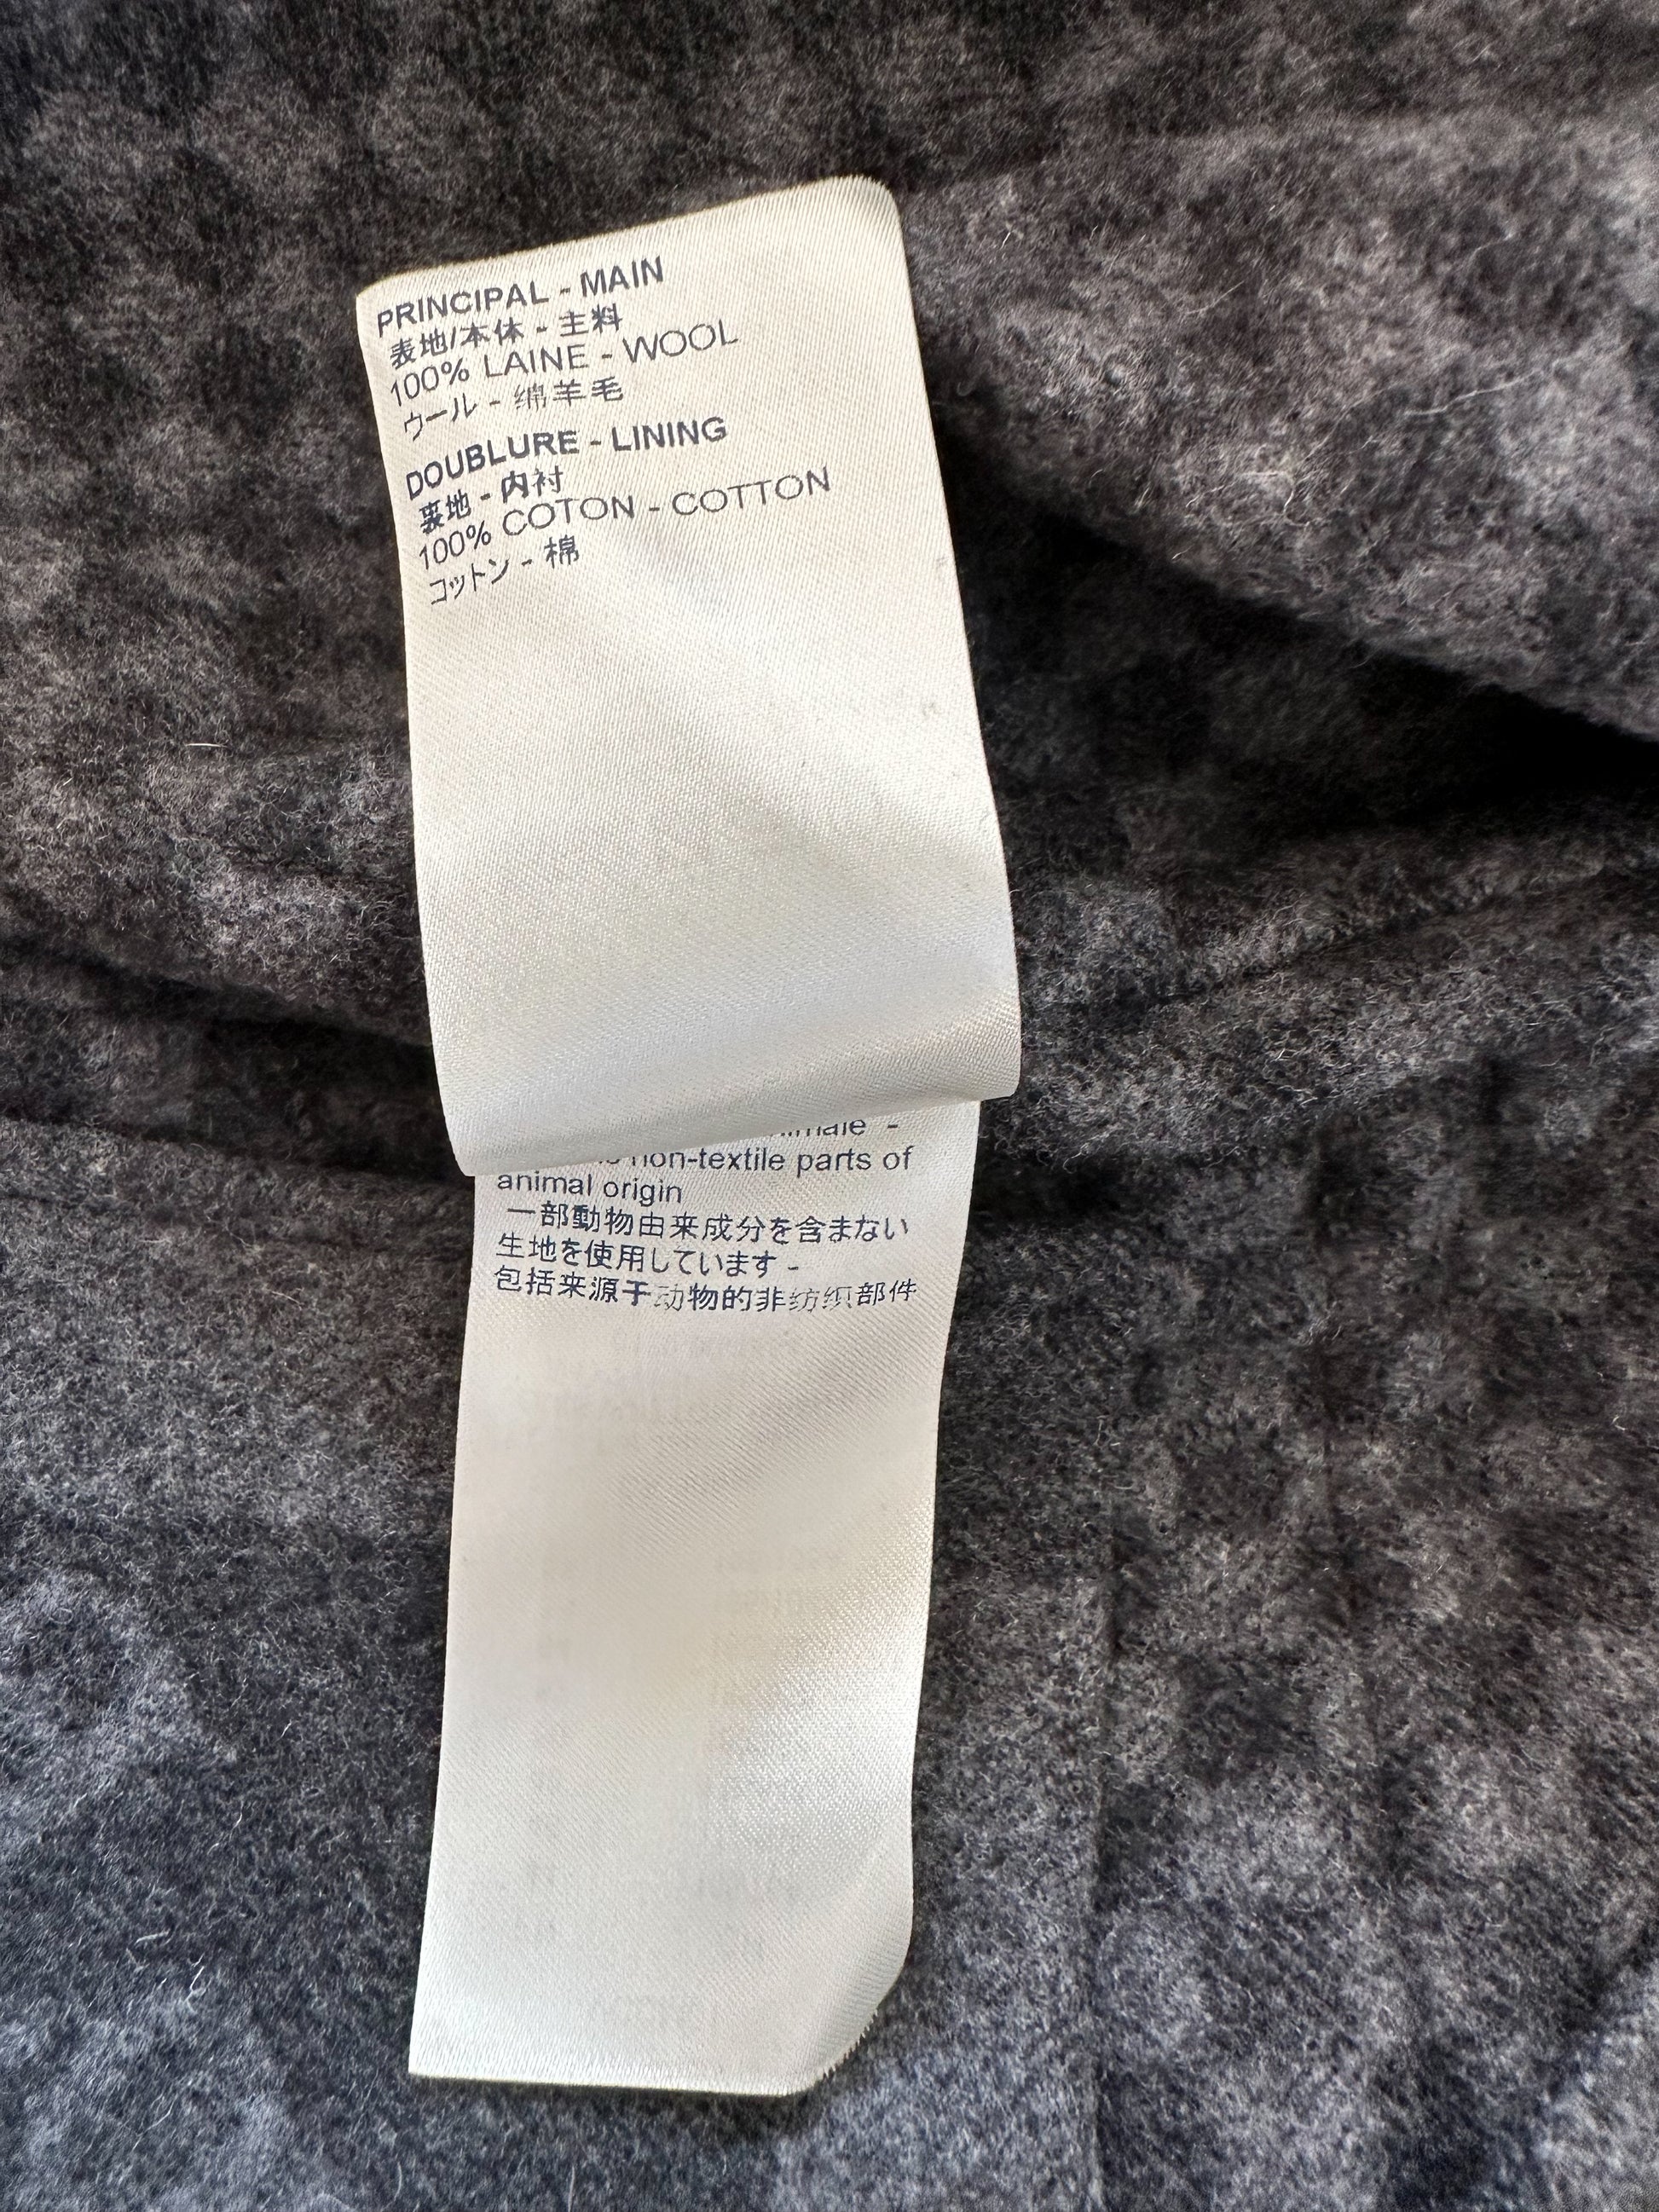 PRINCIPAL - MAIN
表地/本体 - 主料
100% LAINE - WOOL
ウール - 绵羊毛
DOUBLURE - LINING
裏地 - 内衬
100% COTON - COTTON
コットン - 棉
-
non-textile parts of
animal origin
一部動物由来成分を含まない
生地を使用しています -
包括来源于动物的非纺织部件